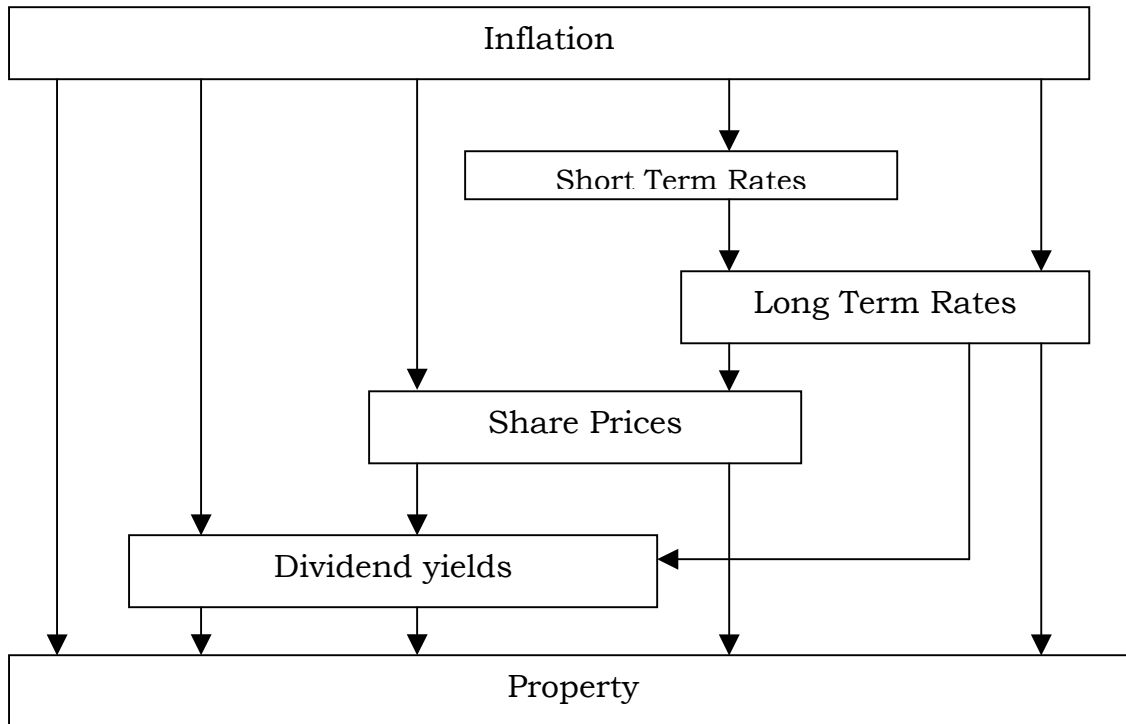 Inflation
Short Term Rates
Long Term Rates
Share Prices
Dividend yields
Property